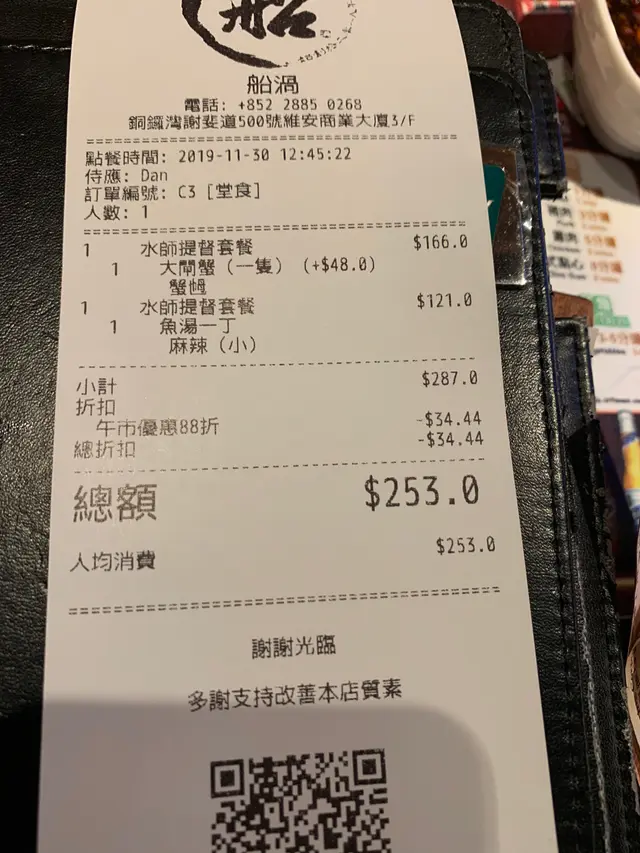 船
船渦
電話: +852 2885 0268
銅鑼灣謝斐道500號維安商業大廈3/F
點餐時間: 2019-11-30 12:45:22
侍應: Dan
訂單編號: C3 [堂食]
人數: 1
1 水師提督套餐 $166.0
1 大閘蟹（一隻）（+$48.0）
蟹乸
1 水師提督套餐 $121.0
1 魚湯一丁
麻辣（小）
小計 $287.0
折扣
午市優惠88折 -$34.44
總折扣 -$34.44
總額 $253.0
人均消費 $253.0
謝謝光臨
多謝支持改善本店質素